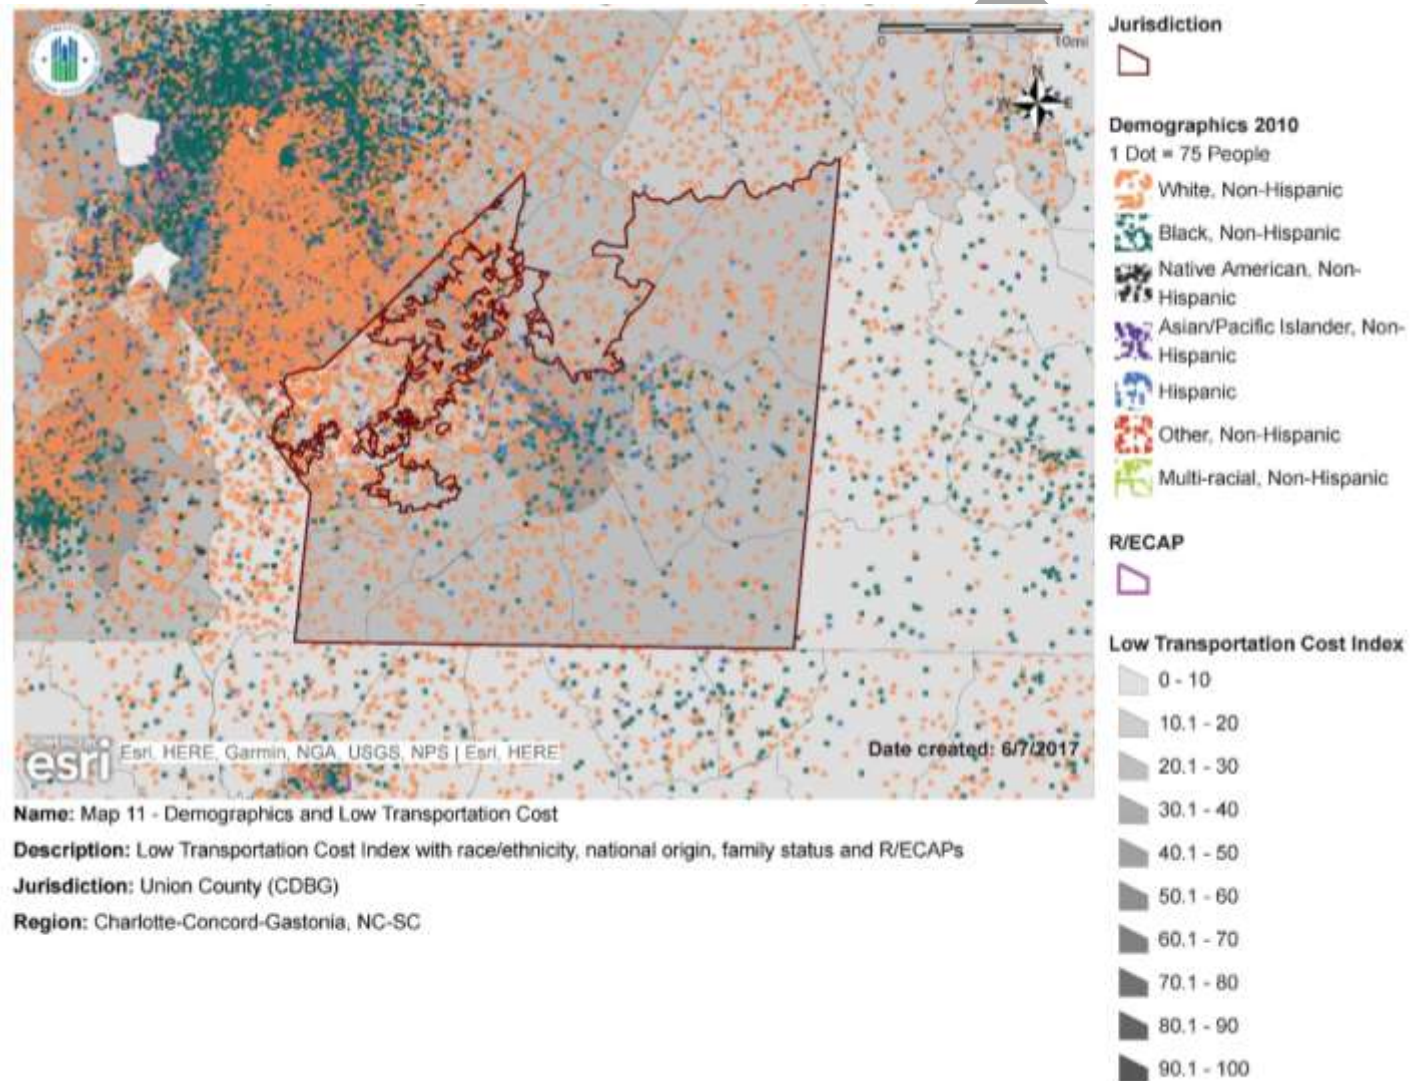 0 5 10mi
N
W E
S
esri
Esri, HERE, Garmin, NGA, USGS, NPS | Esri, HERE
Date created: 6/7/2017
Jurisdiction
Demographics 2010
1 Dot = 75 People
White, Non-Hispanic
Black, Non-Hispanic
Native American, Non-
Hispanic
Asian/Pacific Islander, Non-
Hispanic
Hispanic
Other, Non-Hispanic
Multi-racial, Non-Hispanic
R/ECAP
Low Transportation Cost Index
0 - 10
10.1 - 20
20.1 - 30
30.1 - 40
40.1 - 50
50.1 - 60
60.1 - 70
70.1 - 80
80.1 - 90
90.1 - 100
Name: Map 11 - Demographics and Low Transportation Cost
Description: Low Transportation Cost Index with race/ethnicity, national origin, family status and R/ECAPs
Jurisdiction: Union County (CDBG)
Region: Charlotte-Concord-Gastonia, NC-SC